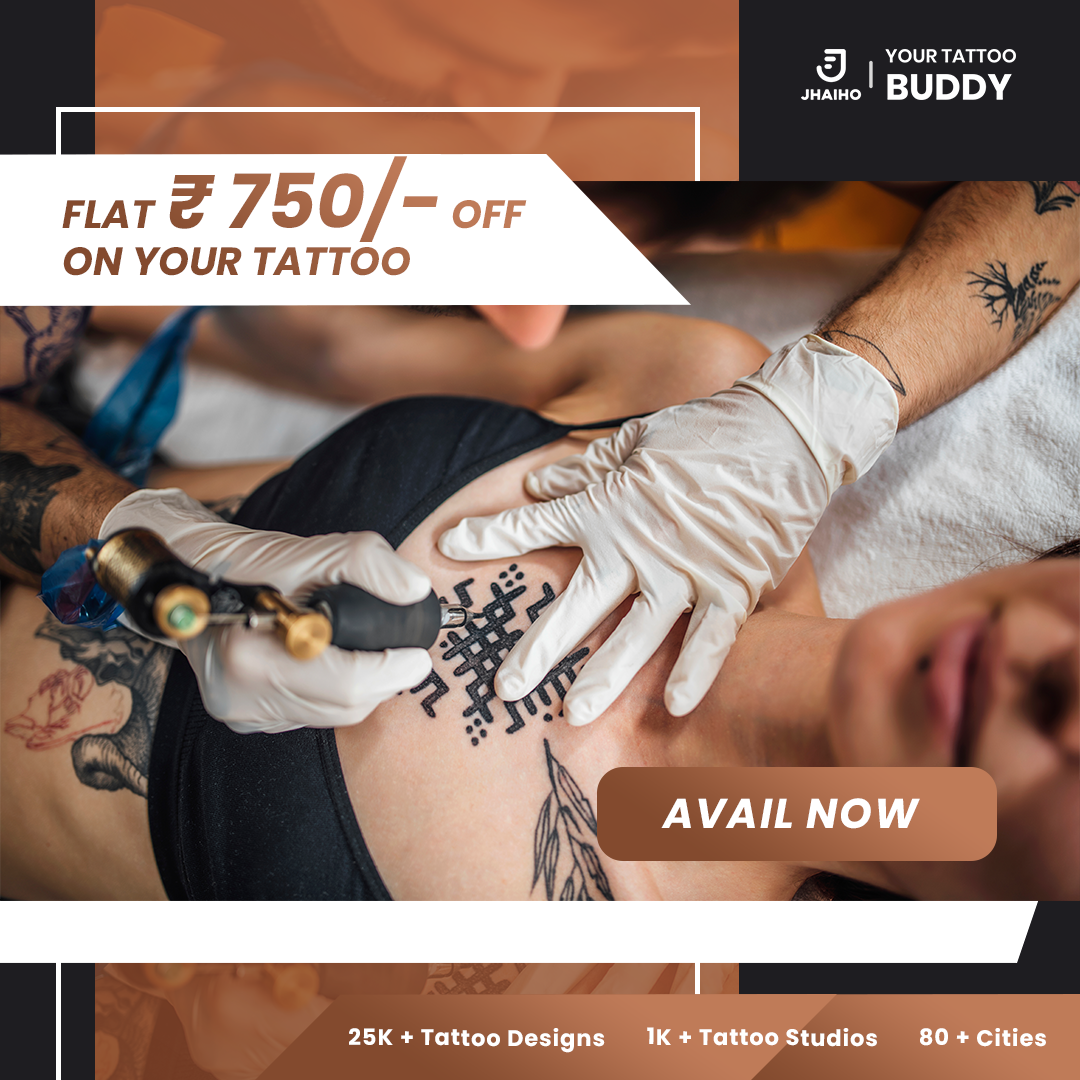 JHAIHO
YOUR TATTOO
BUDDY
FLAT ₹ 750/- OFF
ON YOUR TATTOO
AVAIL NOW
25K + Tattoo Designs
1K + Tattoo Studios
80 + Cities